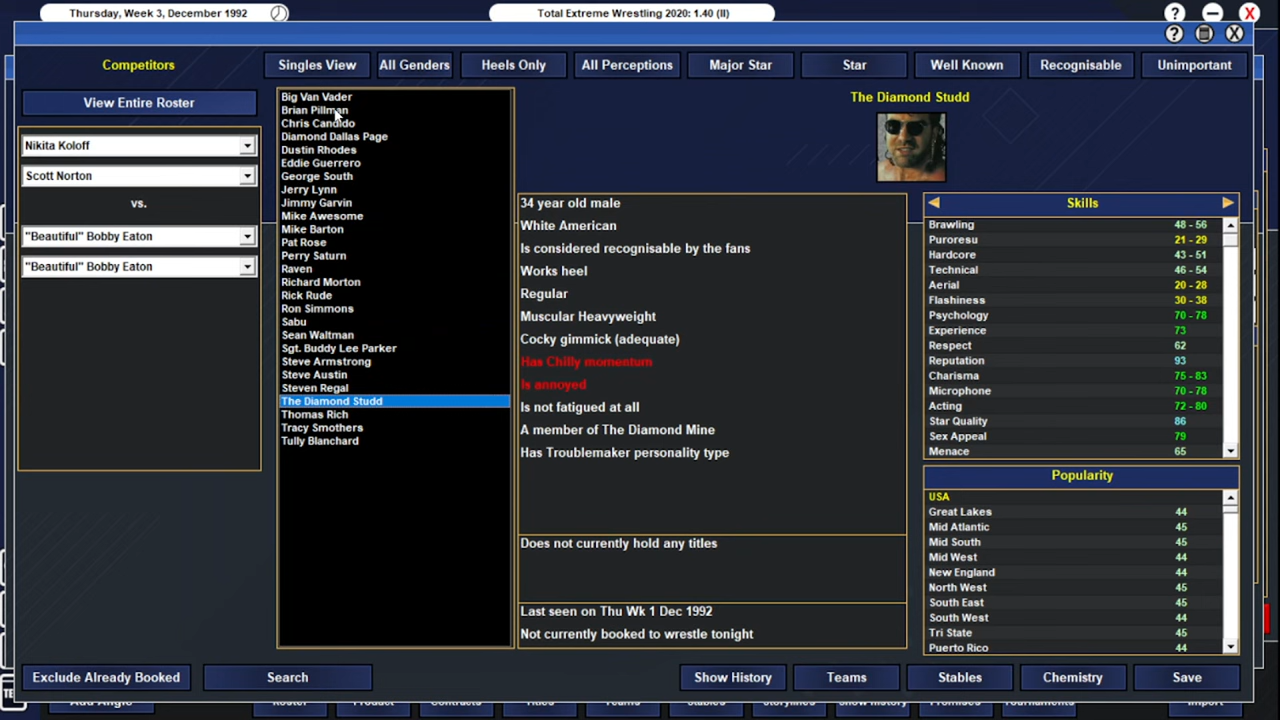 Thursday, Week 3, December 1992
Total Extreme Wrestling 2020: 1.40 (II)
Competitors
Singles View
All Genders
Heels Only
All Perceptions
Major Star
Star
Well Known
Recognisable
Unimportant
View Entire Roster
Nikita Koloff
Scott Norton
vs.
"Beautiful" Bobby Eaton
"Beautiful" Bobby Eaton
Big Van Vader
Brian Pillman
Chris Candido
Diamond Dallas Page
Dustin Rhodes
Eddie Guerrero
George South
Jerry Lynn
Jimmy Garvin
Mike Awesome
Mike Barton
Pat Rose
Perry Saturn
Raven
Richard Morton
Rick Rude
Ron Simmons
Sabu
Sean Waltman
Sgt. Buddy Lee Parker
Steve Armstrong
Steve Austin
Steven Regal
The Diamond Studd
Thomas Rich
Tracy Smothers
Tully Blanchard
The Diamond Studd
34 year old male
White American
Is considered recognisable by the fans
Works heel
Regular
Muscular Heavyweight
Cocky gimmick (adequate)
Has Chilly momentum
Is annoyed
Is not fatigued at all
A member of The Diamond Mine
Has Troublemaker personality type
Does not currently hold any titles
Last seen on Thu Wk 1 Dec 1992
Not currently booked to wrestle tonight
Skills
Brawling 48 - 56
Puroresu 21 - 29
Hardcore 43 - 51
Technical 46 - 54
Aerial 20 - 28
Flashiness 30 - 38
Psychology 70 - 78
Experience 73
Respect 62
Reputation 93
Charisma 75 - 83
Microphone 70 - 78
Acting 72 - 80
Star Quality 86
Sex Appeal 79
Menace 65
Popularity
USA
Great Lakes 44
Mid Atlantic 45
Mid South 45
Mid West 44
New England 44
North West 45
South East 45
South West 44
Tri State 45
Puerto Rico 44
Exclude Already Booked
Search
Show History
Teams
Stables
Chemistry
Save